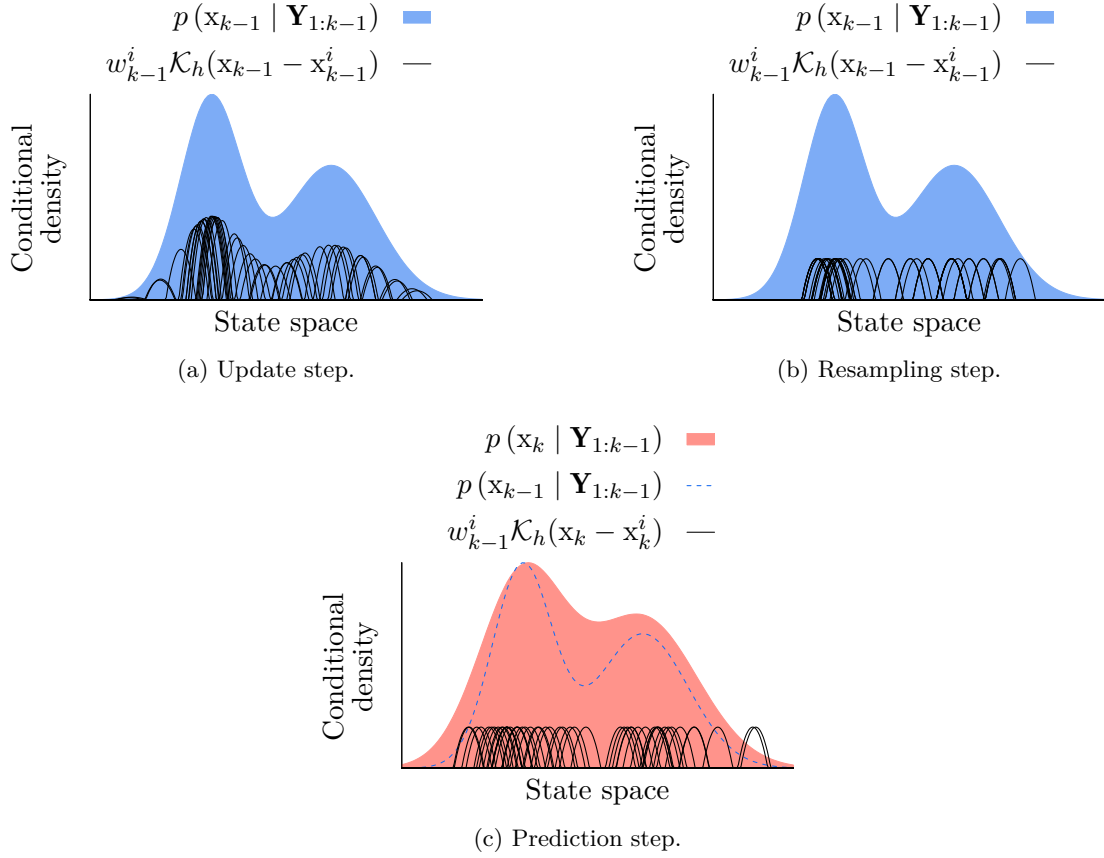 p (x_{k−1} | Y_{1:k−1})
w^i_{k−1} 𝒦_h(x_{k−1} − x^i_{k−1})
Conditional
density
State space
(a) Update step.
p (x_{k−1} | Y_{1:k−1})
w^i_{k−1} 𝒦_h(x_{k−1} − x^i_{k−1})
Conditional
density
State space
(b) Resampling step.
p (x_k | Y_{1:k−1})
p (x_{k−1} | Y_{1:k−1})
w^i_{k−1} 𝒦_h(x_k − x^i_k)
Conditional
density
State space
(c) Prediction step.